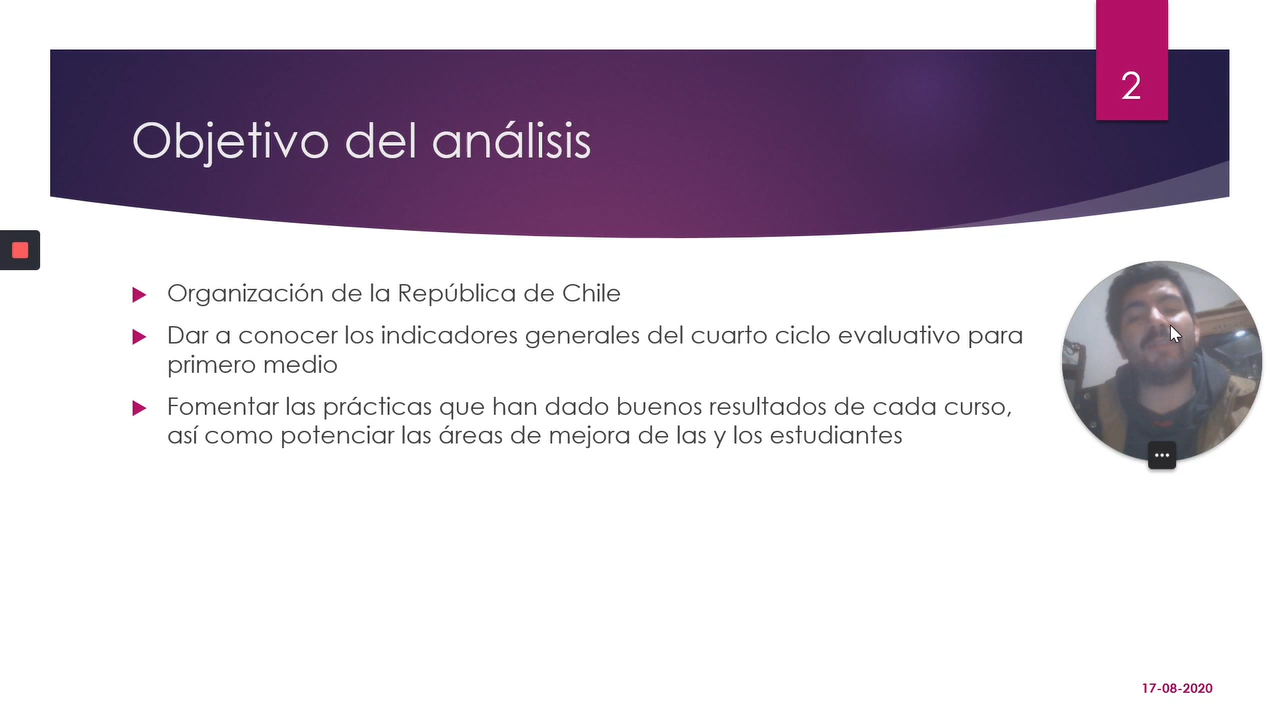 2
Objetivo del análisis
Organización de la República de Chile
Dar a conocer los indicadores generales del cuarto ciclo evaluativo para
primero medio
Fomentar las prácticas que han dado buenos resultados de cada curso,
así como potenciar las áreas de mejora de las y los estudiantes
17-08-2020